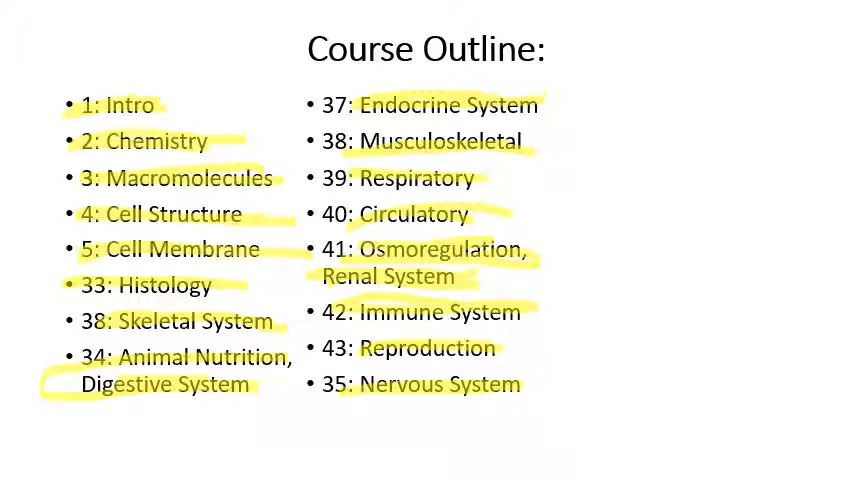 Course Outline:
• 1: Intro
• 2: Chemistry
• 3: Macromolecules
• 4: Cell Structure
• 5: Cell Membrane
• 33: Histology
• 38: Skeletal System
• 34: Animal Nutrition,
Digestive System
• 37: Endocrine System
• 38: Musculoskeletal
• 39: Respiratory
• 40: Circulatory
• 41: Osmoregulation,
Renal System
• 42: Immune System
• 43: Reproduction
• 35: Nervous System